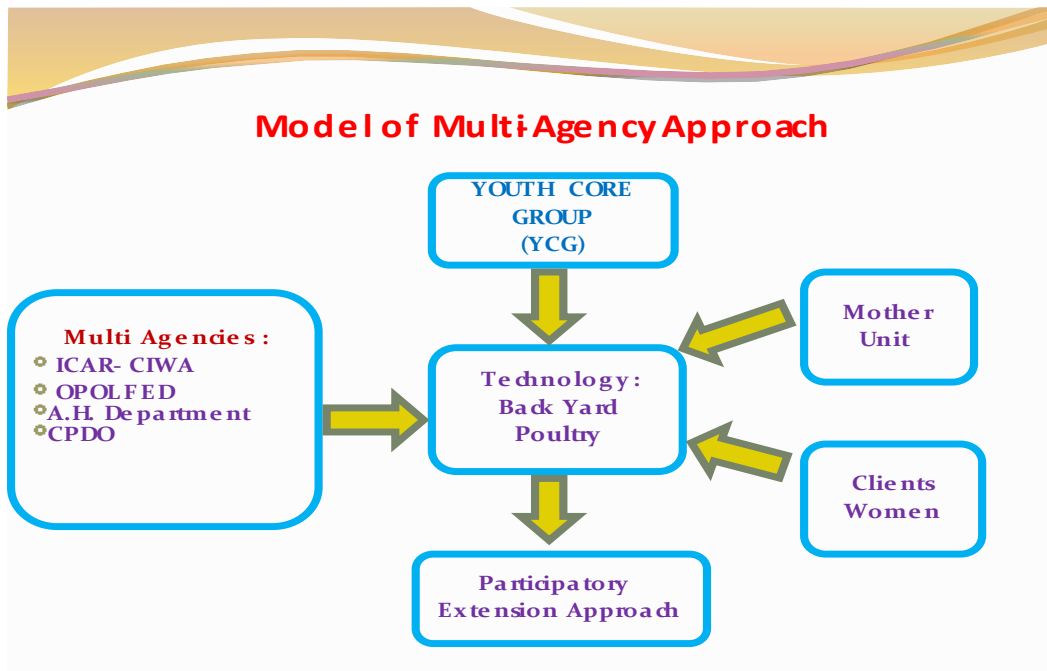 Model of Multi-Agency Approach
YOUTH CORE
GROUP
(YCG)
Multi Agencies :
ICAR- CIWA
OPOLFED
A.H. Department
CPDO
Technology :
Back Yard
Poultry
Mother
Unit
Clients
Women
Participatory
Extension Approach